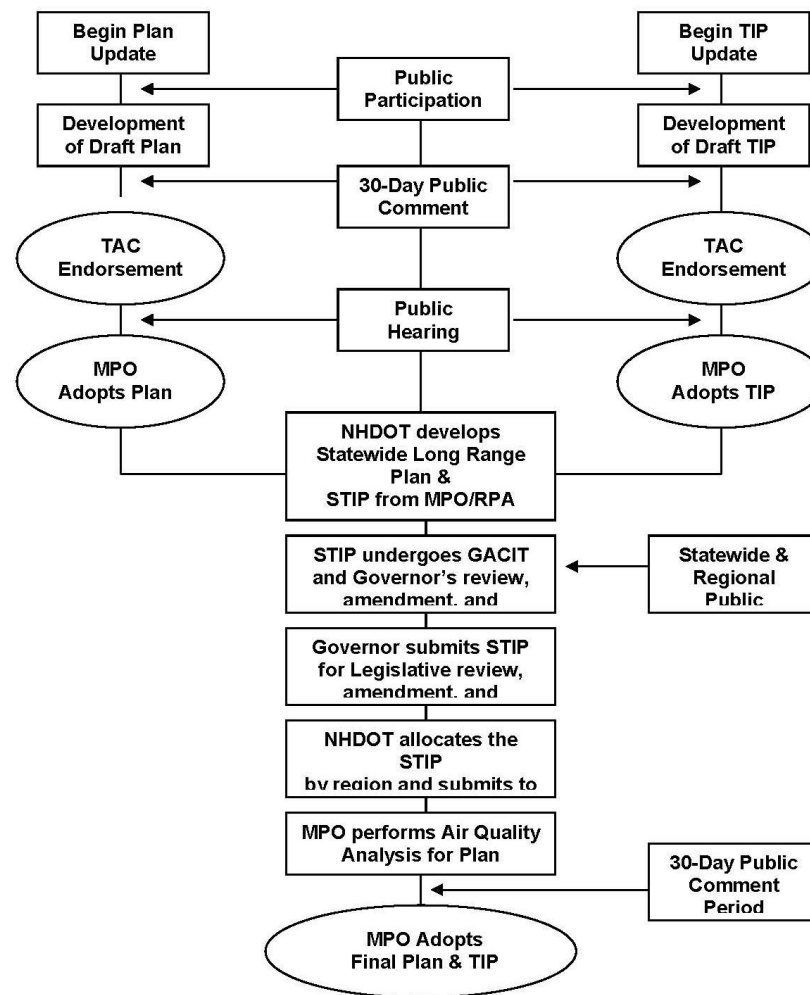 Begin Plan
Update
Begin TIP
Update
Public
Participation
Development
of Draft Plan
Development
of Draft TIP
30-Day Public
Comment
TAC
Endorsement
TAC
Endorsement
Public
Hearing
MPO
Adopts Plan
MPO
Adopts TIP
NHDOT develops
Statewide Long Range
Plan &
STIP from MPO/RPA
STIP undergoes GACIT
and Governor's review,
amendment, and
Statewide &
Regional
Public
Governor submits STIP
for Legislative review,
amendment, and
NHDOT allocates the
STIP
by region and submits to
MPO performs Air Quality
Analysis for Plan
30-Day Public
Comment
Period
MPO Adopts
Final Plan & TIP